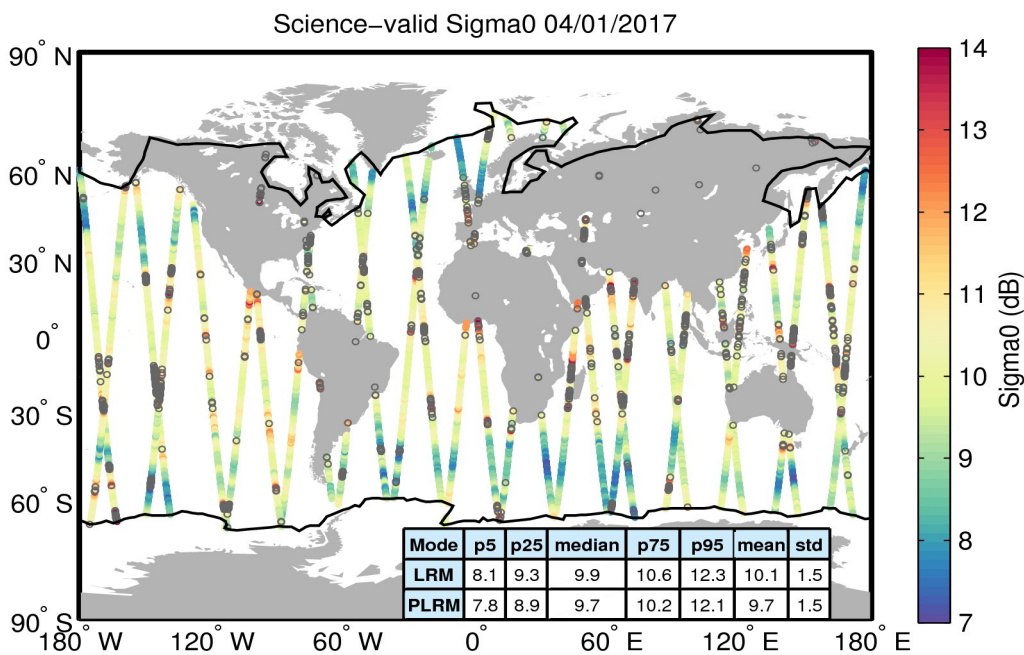 Science−valid Sigma0 04/01/2017
90° N
60° N
30° N
0°
30° S
60° S
90° S
180° W
120° W
60° W
0°
60° E
120° E
180° E
14
13
12
11
10
9
8
7
Sigma0 (dB)
Mode p5 p25 median p75 p95 mean std
LRM 8.1 9.3 9.9 10.6 12.3 10.1 1.5
PLRM 7.8 8.9 9.7 10.2 12.1 9.7 1.5